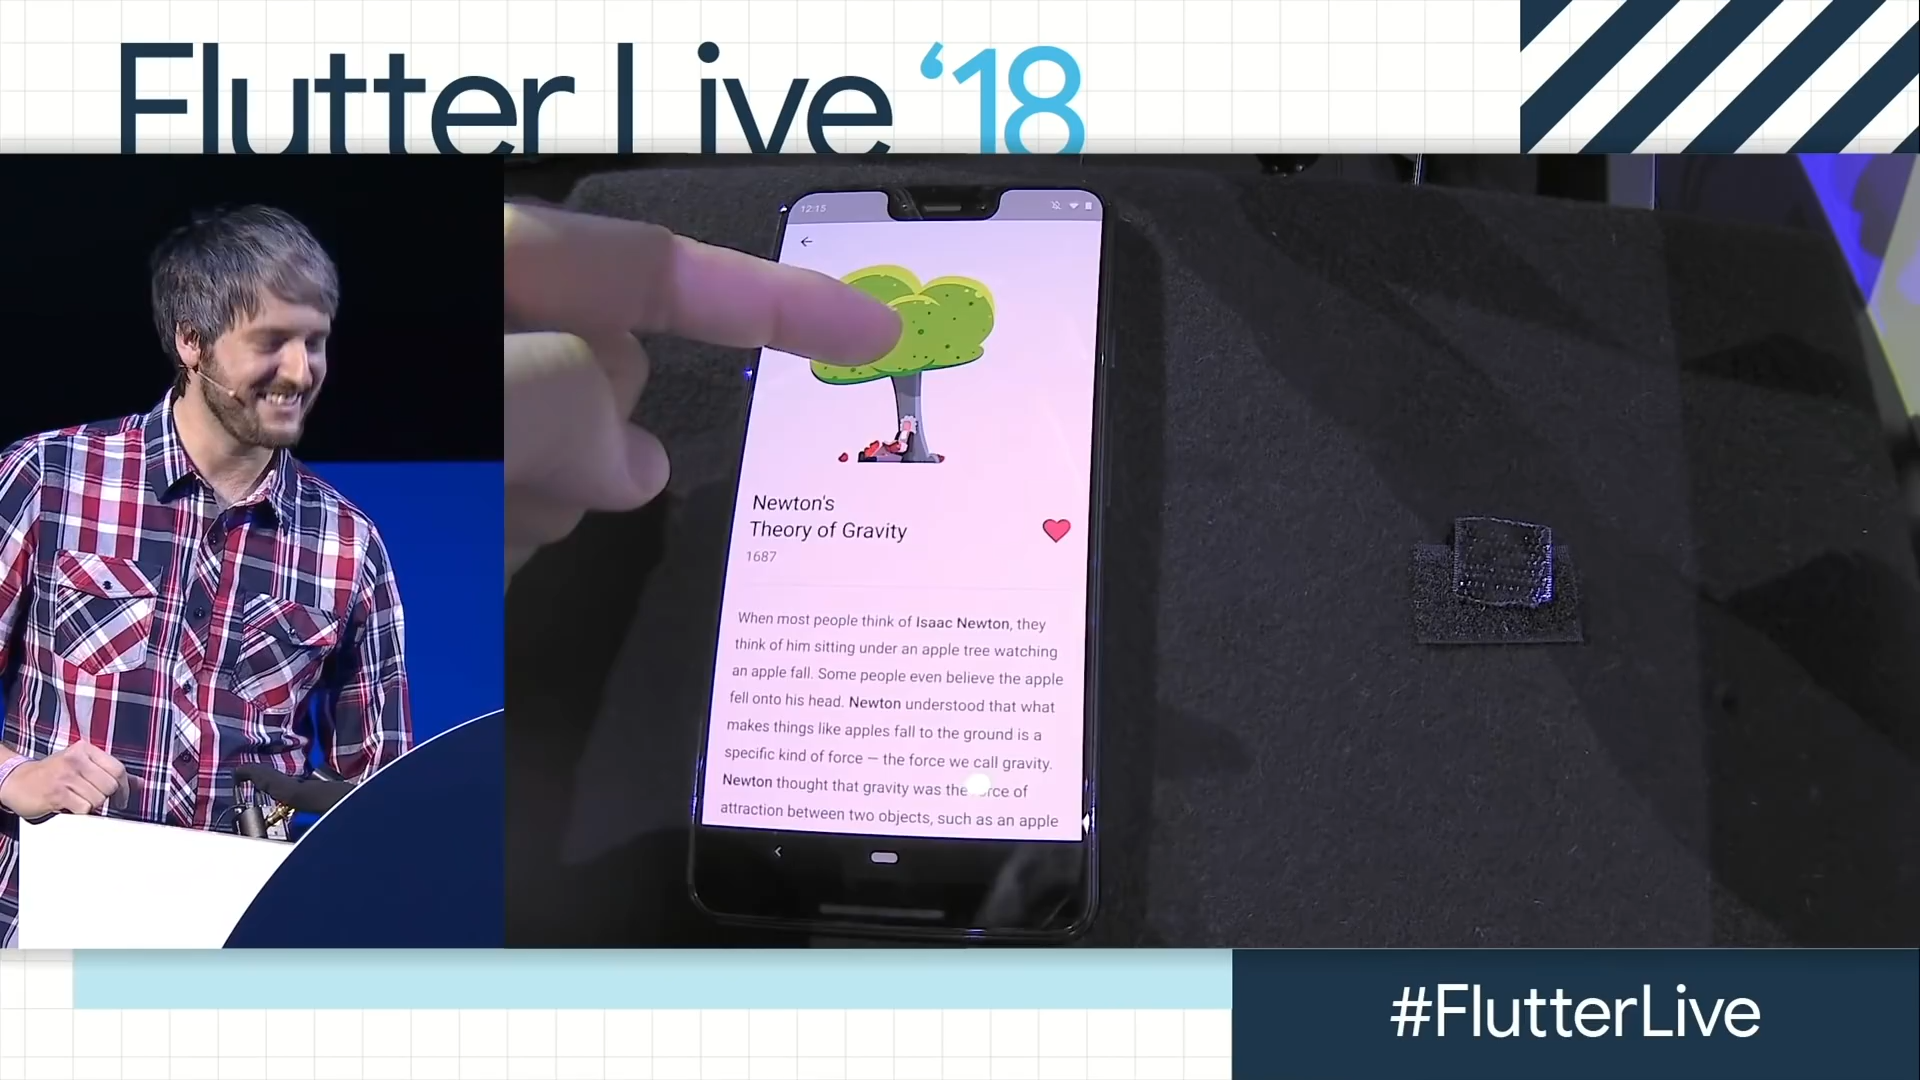 Flutter Live ‘18
12:15
Newton's
Theory of Gravity
1687
When most people think of Isaac Newton, they
think of him sitting under an apple tree watching
an apple fall. Some people even believe the apple
fell onto his head. Newton understood that what
makes things like apples fall to the ground is a
specific kind of force — the force we call gravity.
Newton thought that gravity was the force of
attraction between two objects, such as an apple
#FlutterLive